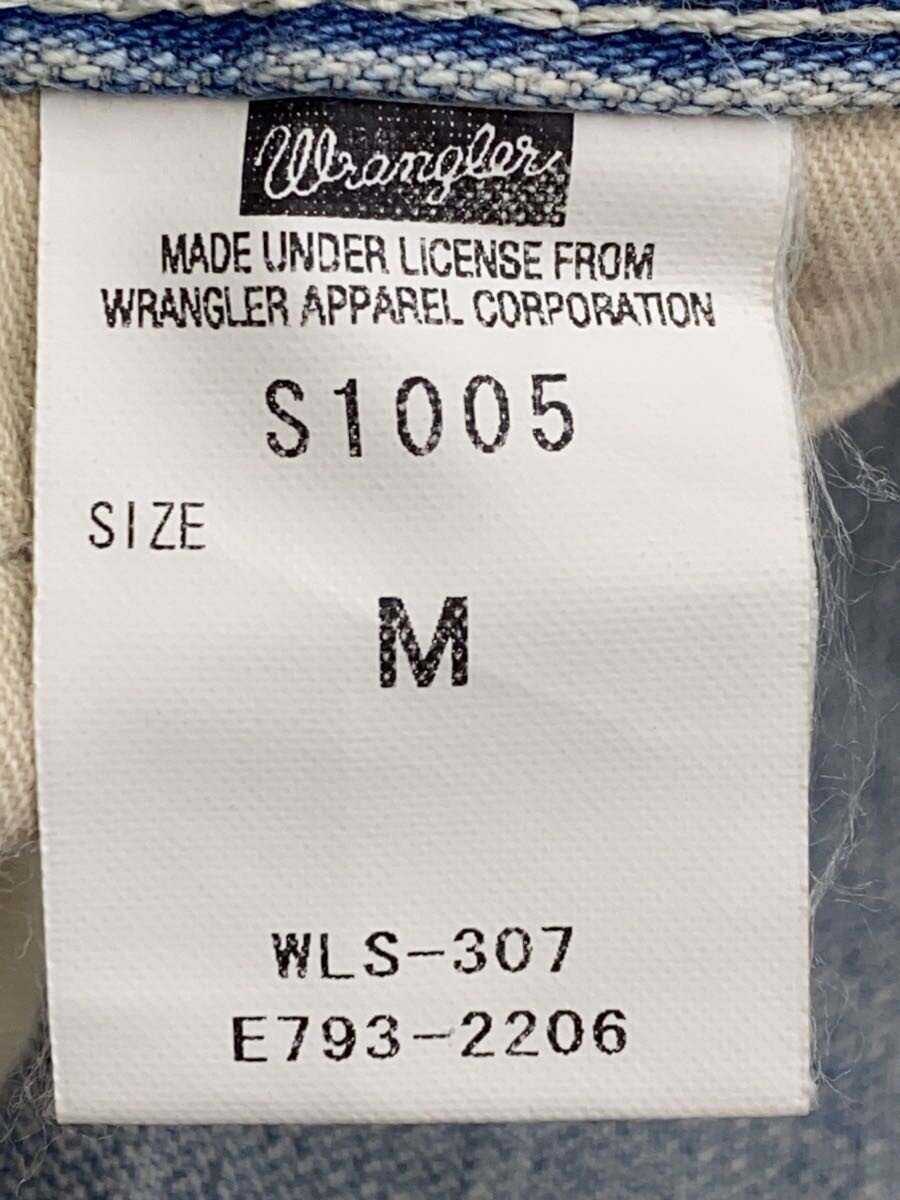 Wrangler
MADE UNDER LICENSE FROM
WRANGLER APPAREL CORPORATION
S1005
SIZE
M
WLS-307
E793-2206